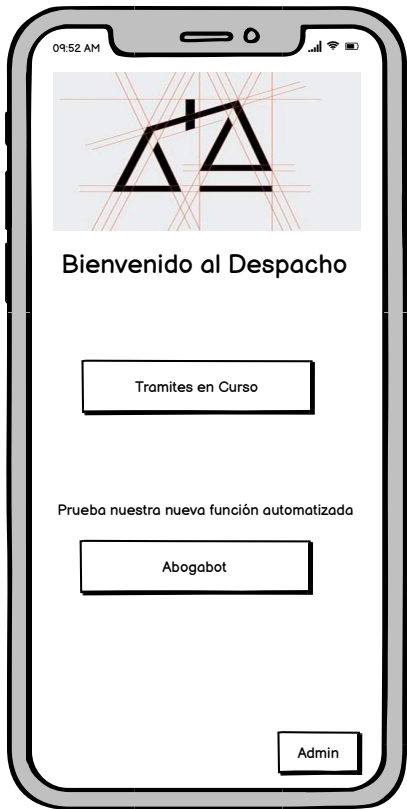 09:52 AM
Bienvenido al Despacho
Tramites en Curso
Prueba nuestra nueva función automatizada
Abogabot
Admin